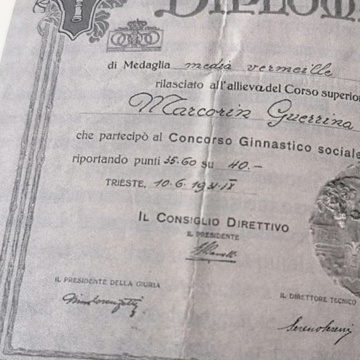 DIPLOM
di Medaglia media vermeille
rilasciato all'allieva del Corso superior
Marcorin Guerrina
che partecipò al Concorso Ginnastico sociale
riportando punti 35.60 su 40.-
TRIESTE, 10.6.1931 IX
IL CONSIGLIO DIRETTIVO
IL PRESIDENTE
IL PRESIDENTE DELLA GIURIA
IL DIRETTORE TECNICO